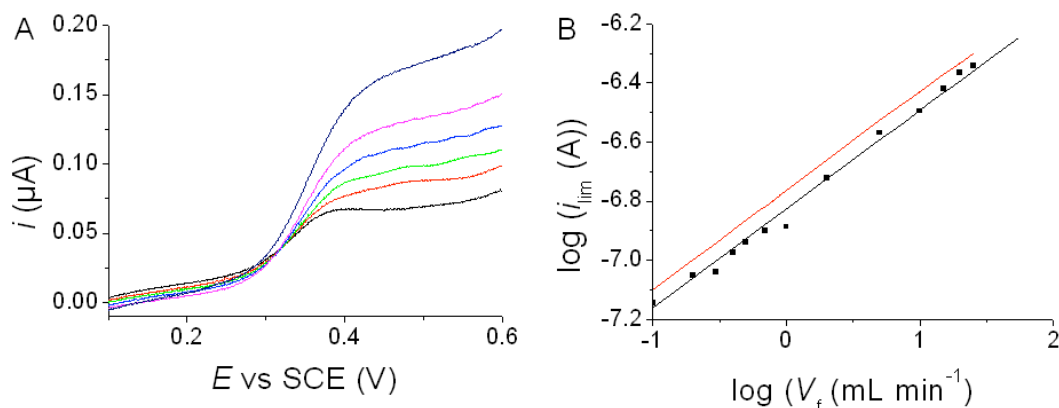 A
0.20
0.15
0.10
0.05
0.00
i (µA)
0.2 0.4 0.6
E vs SCE (V)
B
-6.2
-6.4
-6.6
-6.8
-7.0
-7.2
log (i_lim (A))
-1 0 1 2
log (V_f (mL min⁻¹)